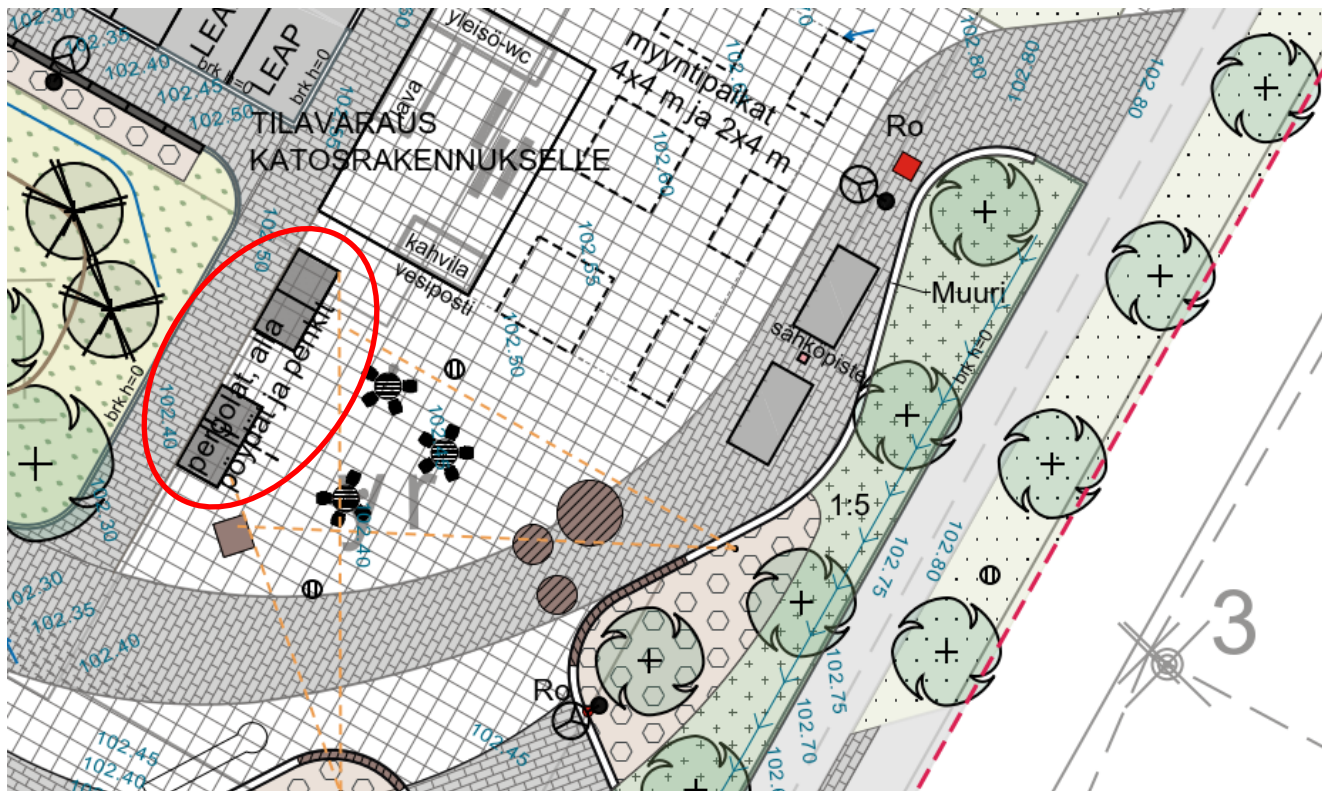 102.30
102.35
102.40
102.45
102.50
LEAP
LEAP
brk h=0
brk h=0
yleisö-wc
lava
TILAVARAUS
KATOSRAKENNUKSELLE
kahvila
vesiposti
myyntipaikat
4x4 m ja 2x4 m
102.60
102.55
102.50
102.80
102.80
102.80
Ro
Muuri
sähköpiste
brk h=0
102.50
102.40
brk h=0
102.30
pergolat, alla
pöydät ja penkit
102.40
y r
1:5
102.75
102.80
102.30
102.35
102.40
102.45
102.40
102.45
Ro
102.75
102.70
3